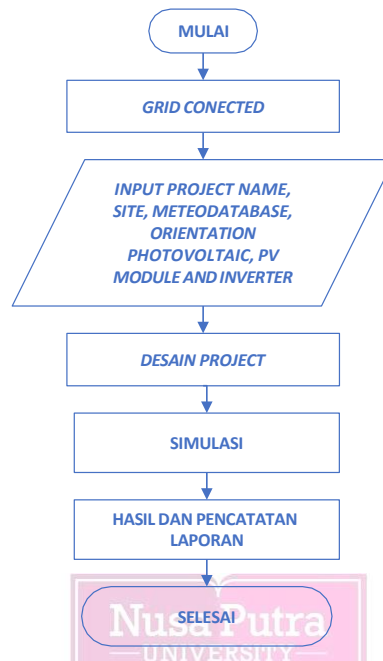 MULAI
GRID CONECTED
INPUT PROJECT NAME,
SITE, METEODATABASE,
ORIENTATION
PHOTOVOLTAIC, PV
MODULE AND INVERTER
DESAIN PROJECT
SIMULASI
HASIL DAN PENCATATAN
LAPORAN
SELESAI
Nusa Putra
UNIVERSITY